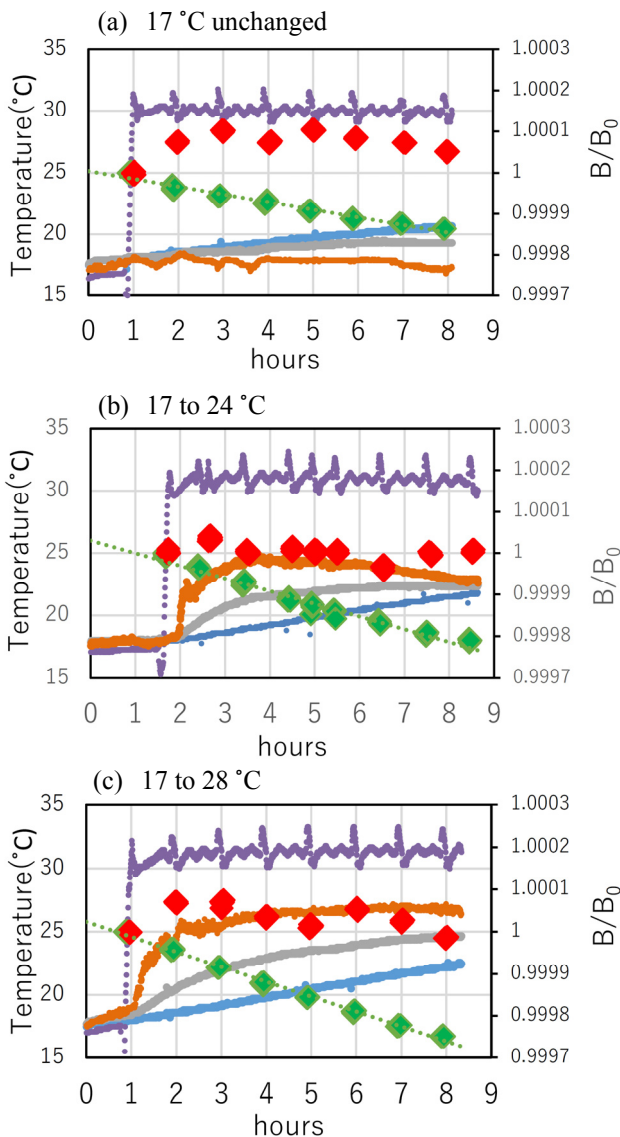 (a) 17 ˚C unchanged
35
30
25
20
15
Temperature(˚C)
1.0003
1.0002
1.0001
1
0.9999
0.9998
0.9997
B/B0
0 1 2 3 4 5 6 7 8 9
hours
(b) 17 to 24 ˚C
35
30
25
20
15
Temperature(˚C)
1.0003
1.0002
1.0001
1
0.9999
0.9998
0.9997
B/B0
0 1 2 3 4 5 6 7 8 9
hours
(c) 17 to 28 ˚C
35
30
25
20
15
Temperature(˚C)
1.0003
1.0002
1.0001
1
0.9999
0.9998
0.9997
B/B0
0 1 2 3 4 5 6 7 8 9
hours